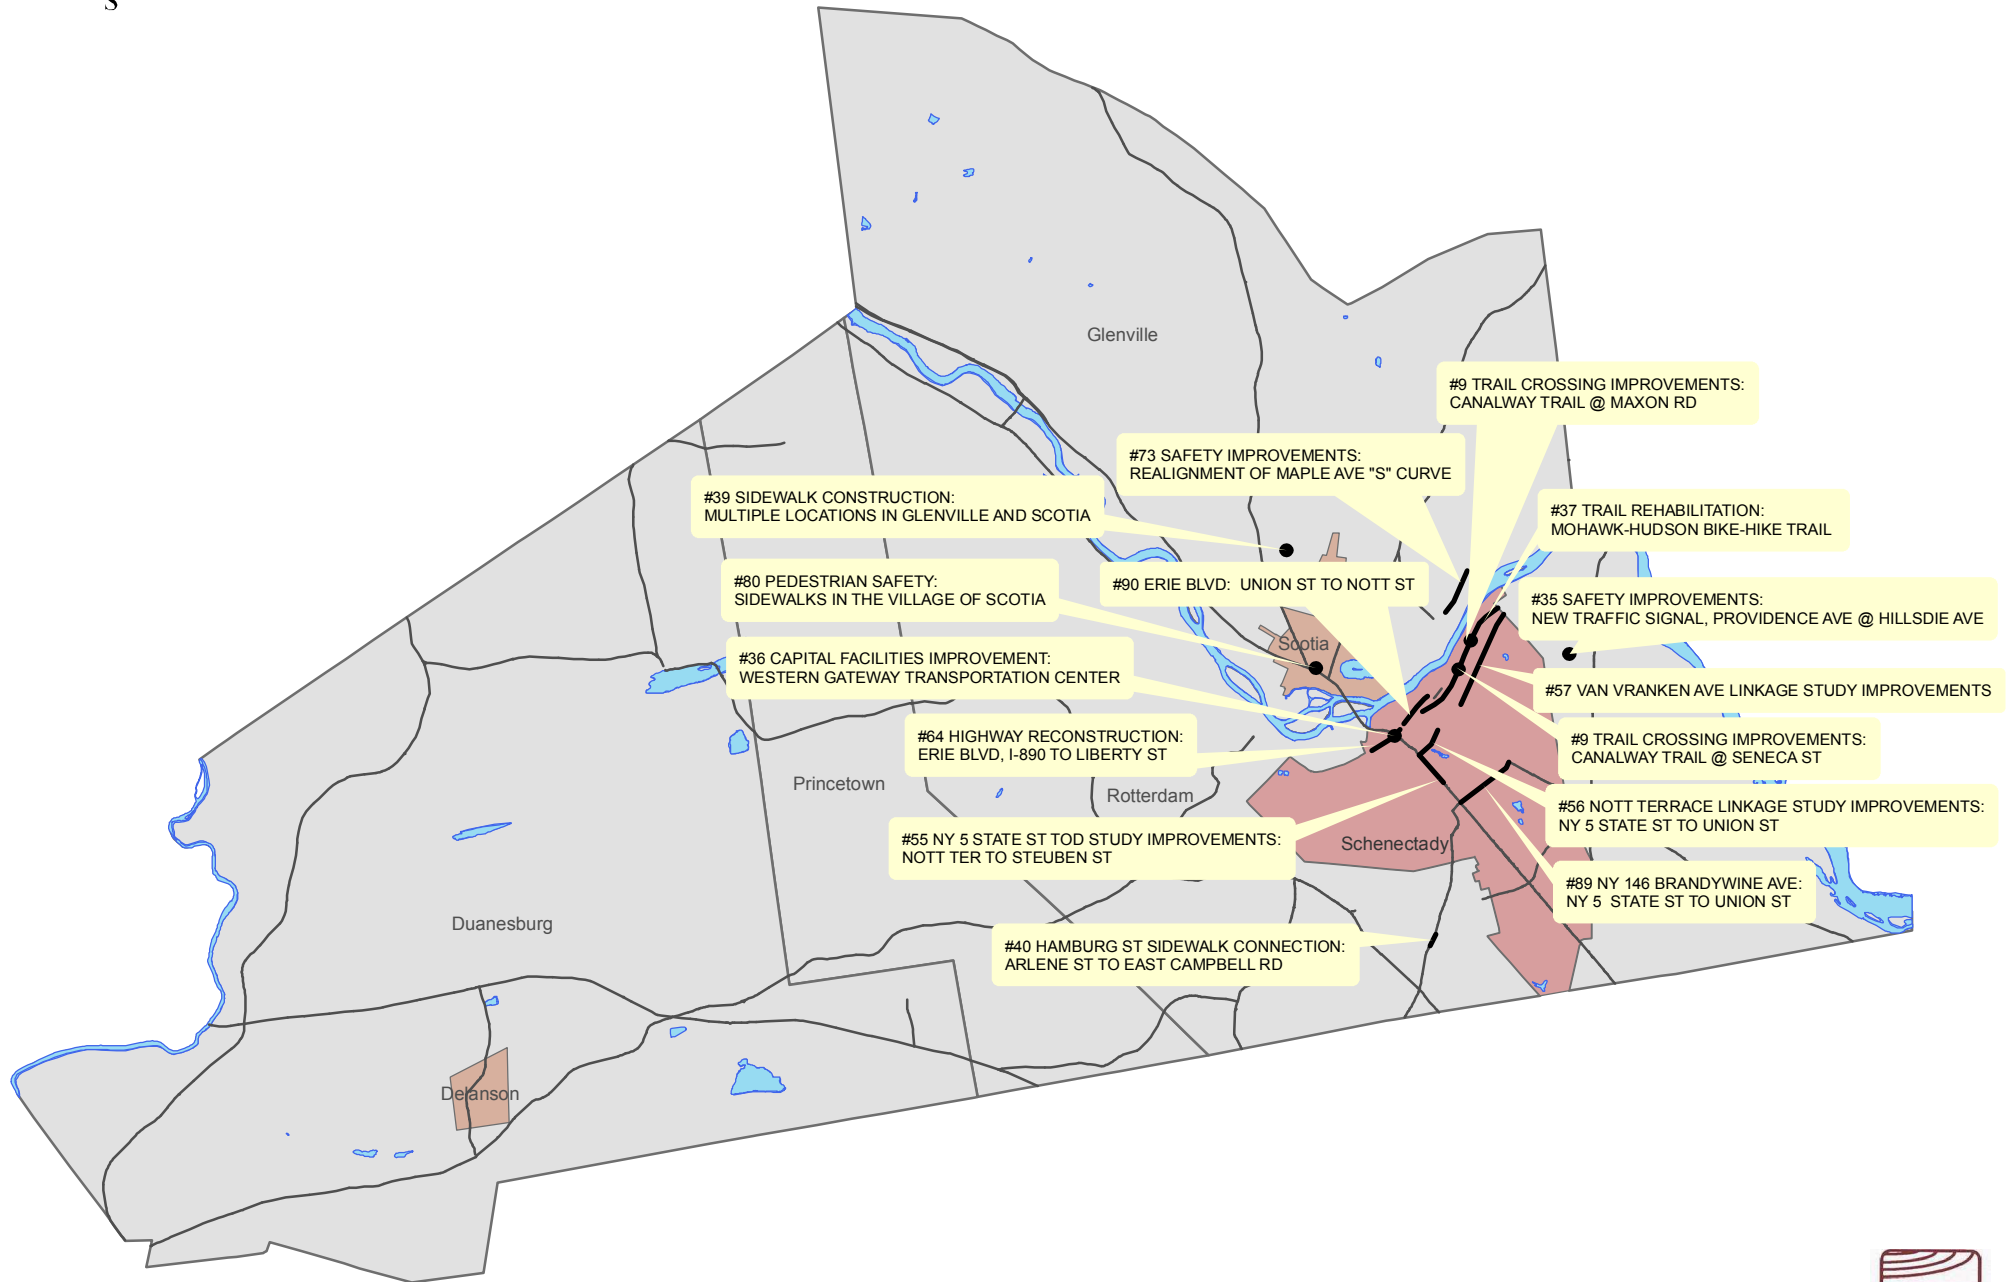 S
Glenville
#9 TRAIL CROSSING IMPROVEMENTS:
CANALWAY TRAIL @ MAXON RD
#73 SAFETY IMPROVEMENTS:
REALIGNMENT OF MAPLE AVE "S" CURVE
#39 SIDEWALK CONSTRUCTION:
MULTIPLE LOCATIONS IN GLENVILLE AND SCOTIA
#37 TRAIL REHABILITATION:
MOHAWK-HUDSON BIKE-HIKE TRAIL
#80 PEDESTRIAN SAFETY:
SIDEWALKS IN THE VILLAGE OF SCOTIA
#90 ERIE BLVD: UNION ST TO NOTT ST
#35 SAFETY IMPROVEMENTS:
NEW TRAFFIC SIGNAL, PROVIDENCE AVE @ HILLSDIE AVE
Scotia
#36 CAPITAL FACILITIES IMPROVEMENT:
WESTERN GATEWAY TRANSPORTATION CENTER
#57 VAN VRANKEN AVE LINKAGE STUDY IMPROVEMENTS
#64 HIGHWAY RECONSTRUCTION:
ERIE BLVD, I-890 TO LIBERTY ST
#9 TRAIL CROSSING IMPROVEMENTS:
CANALWAY TRAIL @ SENECA ST
Princetown
Rotterdam
#56 NOTT TERRACE LINKAGE STUDY IMPROVEMENTS:
NY 5 STATE ST TO UNION ST
#55 NY 5 STATE ST TOD STUDY IMPROVEMENTS:
NOTT TER TO STEUBEN ST
Schenectady
#89 NY 146 BRANDYWINE AVE:
NY 5 STATE ST TO UNION ST
Duanesburg
#40 HAMBURG ST SIDEWALK CONNECTION:
ARLENE ST TO EAST CAMPBELL RD
Delanson